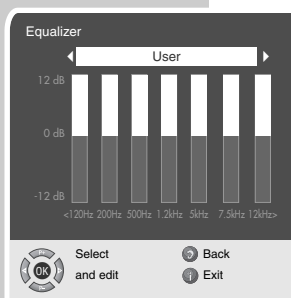 Equalizer
User
12 dB
0 dB
-12 dB
<120Hz 200Hz 500Hz 1.2kHz 5kHz 7.5kHz 12kHz>
OK
Select
and edit
Back
i Exit